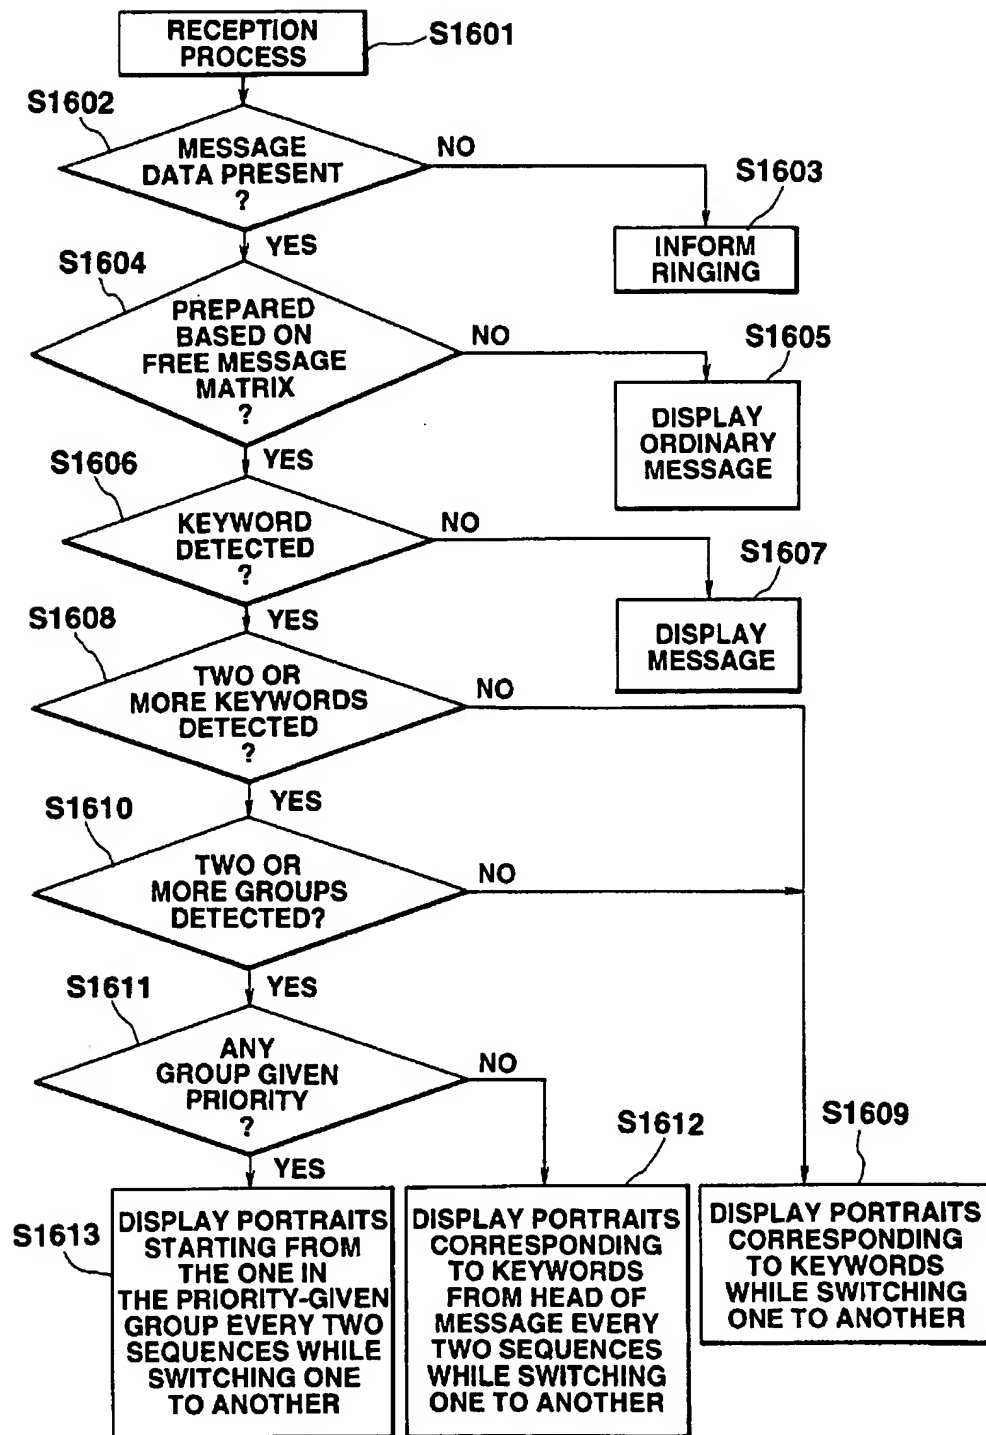 RECEPTION
PROCESS
S1601
S1602
MESSAGE
DATA PRESENT
?
NO
YES
S1603
INFORM
RINGING
S1604
PREPARED
BASED ON
FREE MESSAGE
MATRIX
?
NO
YES
S1605
DISPLAY
ORDINARY
MESSAGE
S1606
KEYWORD
DETECTED
?
NO
YES
S1607
DISPLAY
MESSAGE
S1608
TWO OR
MORE KEYWORDS
DETECTED
?
NO
YES
S1610
TWO OR
MORE GROUPS
DETECTED?
NO
YES
S1611
ANY
GROUP GIVEN
PRIORITY
?
NO
YES
S1613
DISPLAY PORTRAITS
STARTING FROM
THE ONE IN
THE PRIORITY-GIVEN
GROUP EVERY TWO
SEQUENCES WHILE
SWITCHING ONE
TO ANOTHER
S1612
DISPLAY PORTRAITS
CORRESPONDING
TO KEYWORDS
FROM HEAD OF
MESSAGE EVERY
TWO SEQUENCES
WHILE SWITCHING
ONE TO ANOTHER
S1609
DISPLAY PORTRAITS
CORRESPONDING
TO KEYWORDS
WHILE SWITCHING
ONE TO ANOTHER